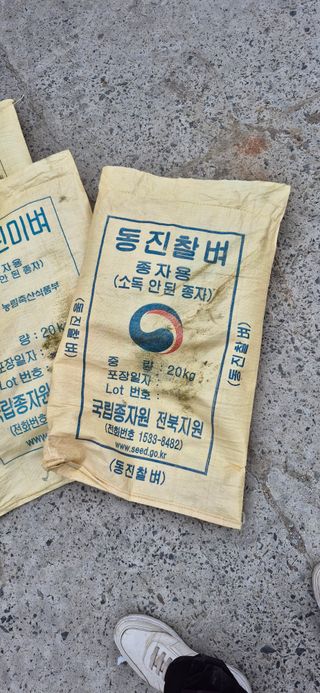 동진찰벼
종자용
(소독 안된 종자)
중 량 : 20kg
포장일자 :
Lot 번호 :
국립종자원 전북지원
(전화번호 1533-8482)
www.seed.go.kr
(동진찰벼)
(동진찰벼)
(동진찰벼)
미벼
자용
안 된 종자)
농림축산식품부
량 : 20k
포장일자
Lot 번호 :
국립종자원
(전화번호
www